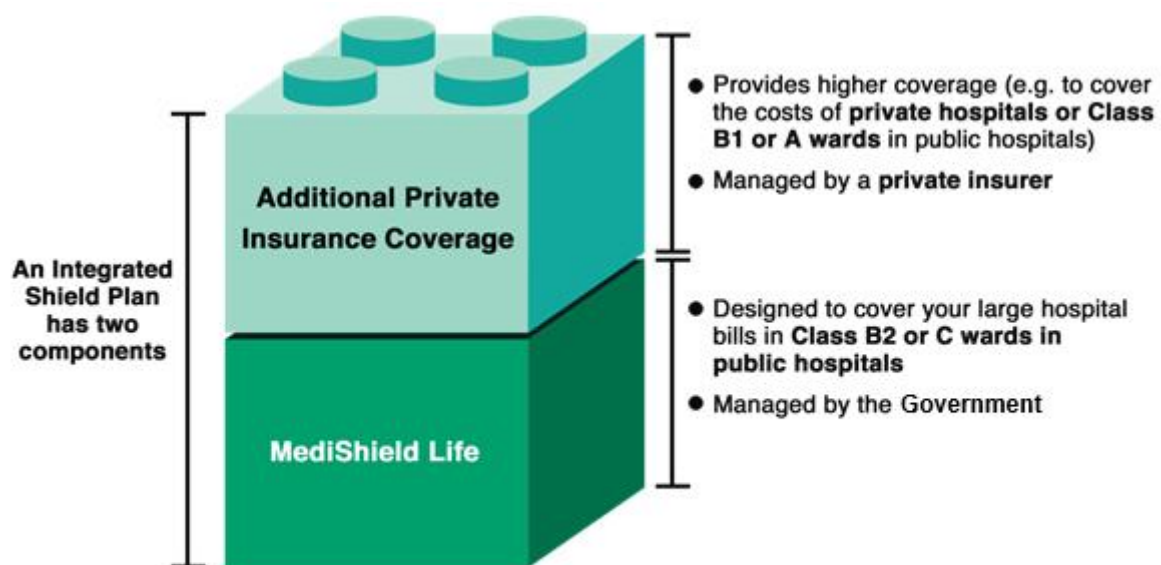 An Integrated
Shield Plan
has two
components
Additional Private
Insurance Coverage
MediShield Life
● Provides higher coverage (e.g. to cover
the costs of private hospitals or Class
B1 or A wards in public hospitals)
● Managed by a private insurer
● Designed to cover your large hospital
bills in Class B2 or C wards in
public hospitals
● Managed by the Government